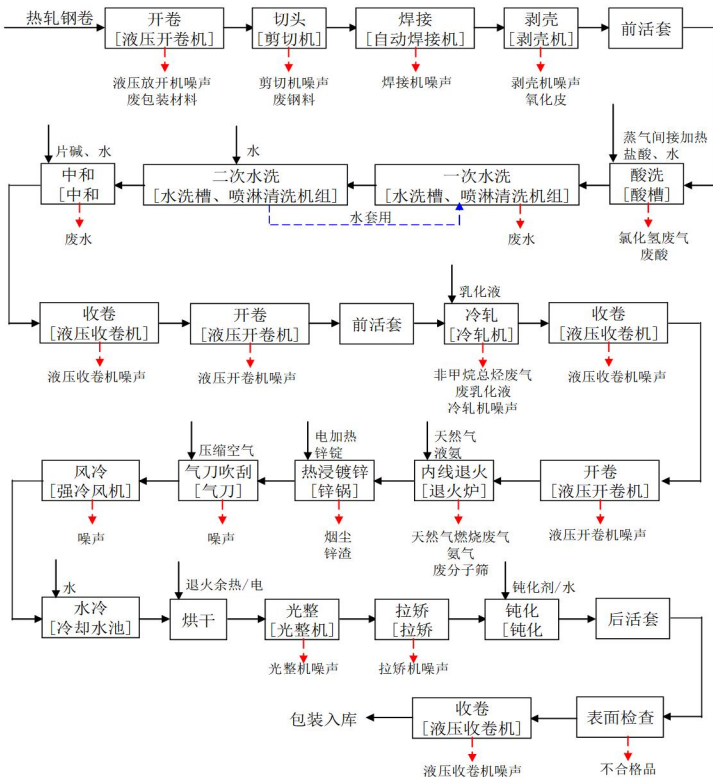 热轧钢卷
开卷
[液压开卷机]
切头
[剪切机]
焊接
[自动焊接机]
剥壳
[剥壳机]
前活套
液压放开机噪声
废包装材料
剪切机噪声
废钢料
焊接机噪声
剥壳机噪声
氧化皮
片碱、水
水
蒸气间接加热
盐酸、水
中和
[中和
二次水洗
[水洗槽、喷淋清洗机组]
一次水洗
[水洗槽、喷淋清洗机组]
酸洗
[酸槽]
水套用
废水
废水
氯化氢废气
废酸
乳化液
收卷
[液压收卷机]
开卷
[液压开卷机]
前活套
冷轧
[冷轧机]
收卷
[液压收卷机]
液压收卷机噪声
液压开卷机噪声
非甲烷总烃废气
废乳化液
冷轧机噪声
液压收卷机噪声
压缩空气
电加热
锌锭
天然气
液氨
风冷
[强冷风机]
气刀吹刮
[气刀]
热浸镀锌
[锌锅]
内线退火
[退火炉]
开卷
[液压开卷机]
噪声
噪声
烟尘
锌渣
天然气燃烧废气
氨气
废分子筛
液压开卷机噪声
水
退火余热/电
钝化剂/水
水冷
[冷却水池]
烘干
光整
[光整机]
拉矫
[拉矫
钝化
[钝化
后活套
光整机噪声
拉矫机噪声
包装入库
收卷
[液压收卷机]
表面检查
液压收卷机噪声
不合格品